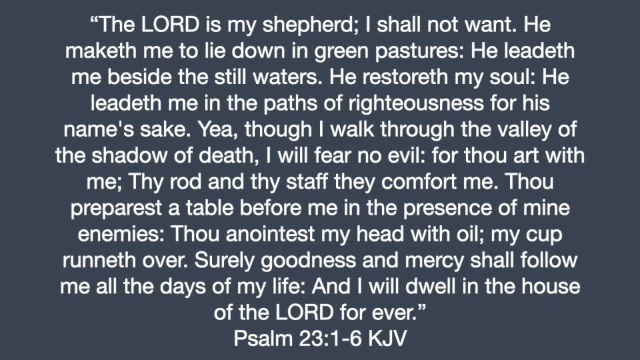 “The LORD is my shepherd; I shall not want. He
maketh me to lie down in green pastures: He leadeth
me beside the still waters. He restoreth my soul: He
leadeth me in the paths of righteousness for his
name's sake. Yea, though I walk through the valley of
the shadow of death, I will fear no evil: for thou art with
me; Thy rod and thy staff they comfort me. Thou
preparest a table before me in the presence of mine
enemies: Thou anointest my head with oil; my cup
runneth over. Surely goodness and mercy shall follow
me all the days of my life: And I will dwell in the house
of the LORD for ever.”
Psalm 23:1-6 KJV